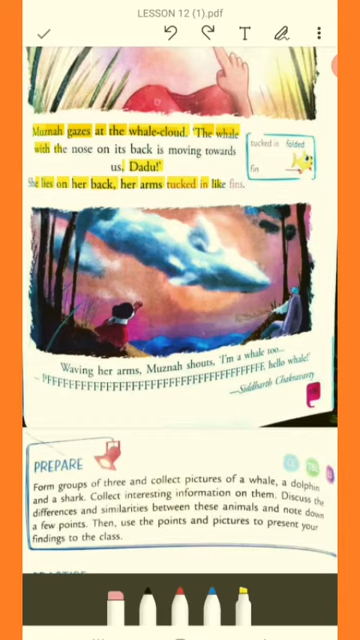 LESSON 12 (1).pdf
Muznah gazes at the whale-cloud. 'The whale
with the nose on its back is moving towards
us, Dadu!'
She lies on her back, her arms tucked in like fins.
tucked in folded
fin
Waving her arms, Muznah shouts, 'I'm a whale too...
hello whale!'
—Siddharth Chakravarty
PREPARE
Form groups of three and collect pictures of a whale, a dolphin
and a shark. Collect interesting information on them. Discuss the
differences and similarities between these animals and note down
a few points. Then, use the points and pictures to present your
findings to the class.